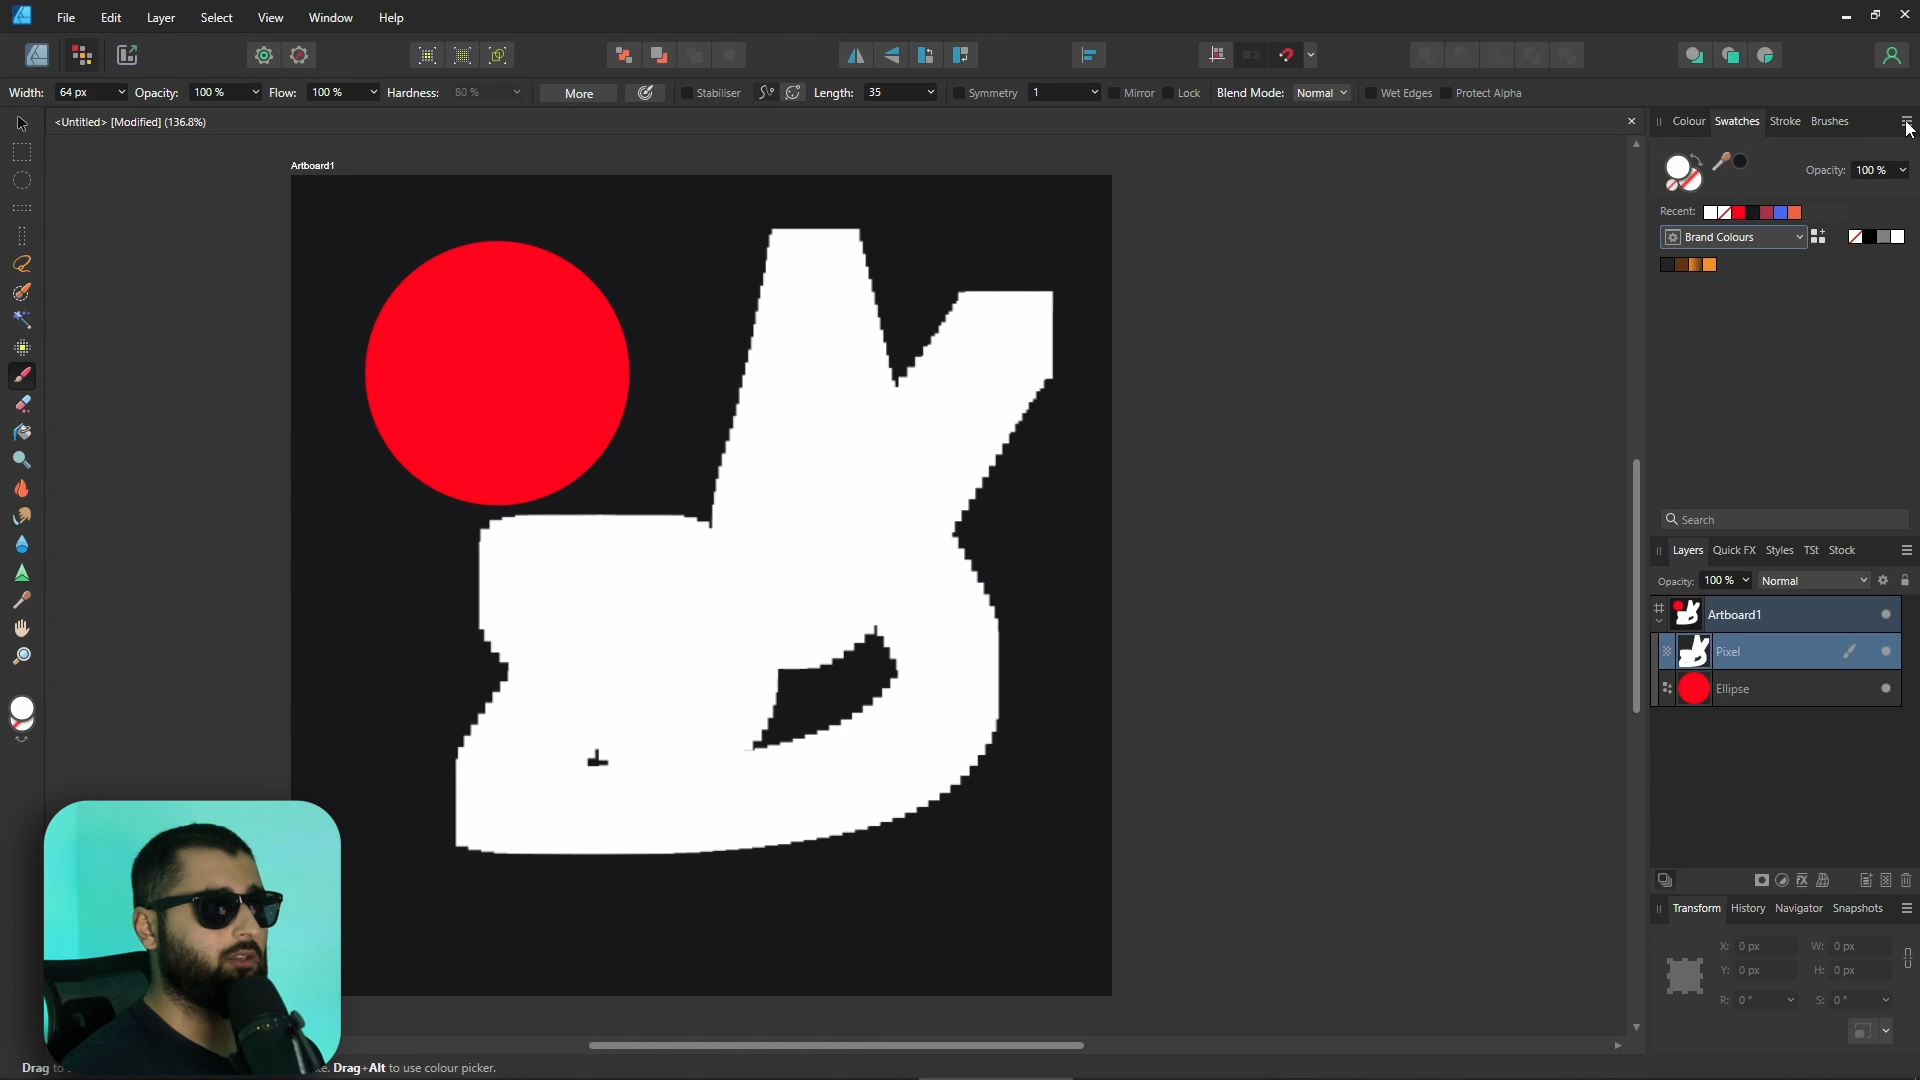 File Edit Layer Select View Window Help
Width: 64 px Opacity: 100 % Flow: 100 % Hardness: 80 % More Stabiliser Length: 35 Symmetry 1 Mirror Lock Blend Mode: Normal Wet Edges Protect Alpha
<Untitled> [Modified] (136.8%)
Artboard1
Colour Swatches Stroke Brushes
Opacity: 100 %
Recent:
Brand Colours
Search
Layers Quick FX Styles TSt Stock
Opacity: 100 % Normal
Artboard1
Pixel
Ellipse
Transform History Navigator Snapshots
X: 0 px W: 0 px
Y: 0 px H: 0 px
R: 0 ° S: 0 °
Drag Drag+Alt to use colour picker.